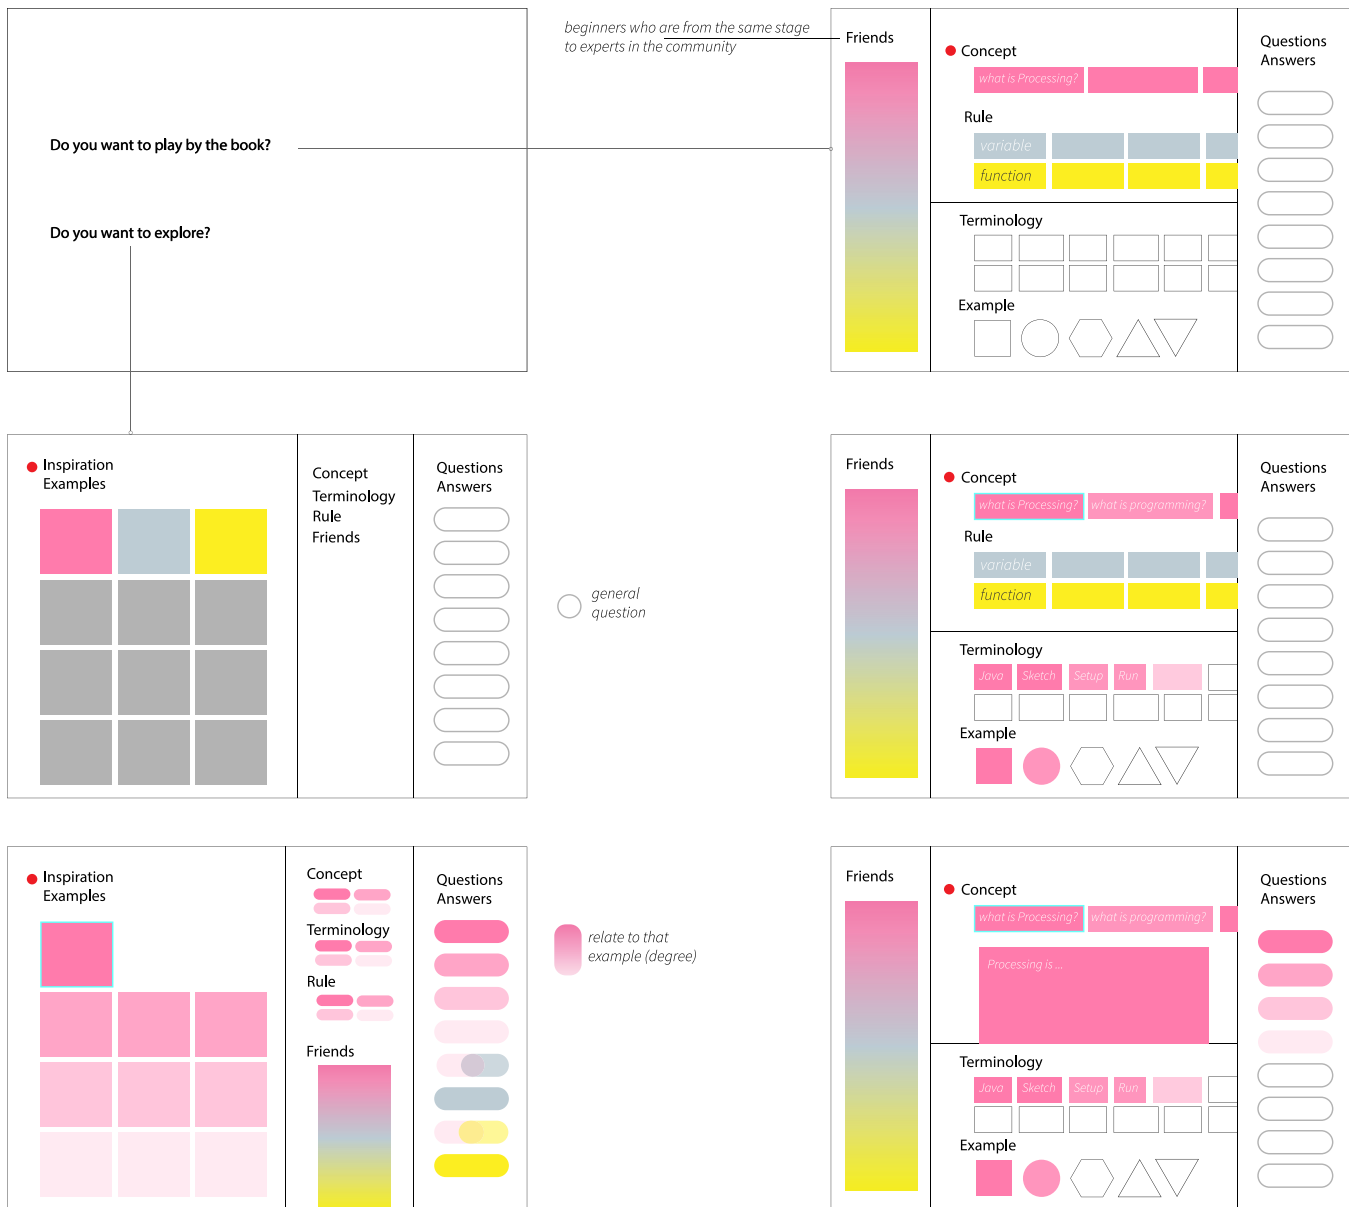 Do you want to play by the book?
Do you want to explore?
beginners who are from the same stage
to experts in the community
Friends
Concept
what is Processing?
Rule
variable
function
Terminology
Example
Questions
Answers
Inspiration
Examples
Concept
Terminology
Rule
Friends
Questions
Answers
general
question
Friends
Concept
what is Processing?
what is programming?
Rule
variable
function
Terminology
Java
Sketch
Setup
Run
Example
Questions
Answers
Inspiration
Examples
Concept
Terminology
Rule
Friends
Questions
Answers
relate to that
example (degree)
Friends
Concept
what is Processing?
what is programming?
Processing is ...
Terminology
Java
Sketch
Setup
Run
Example
Questions
Answers